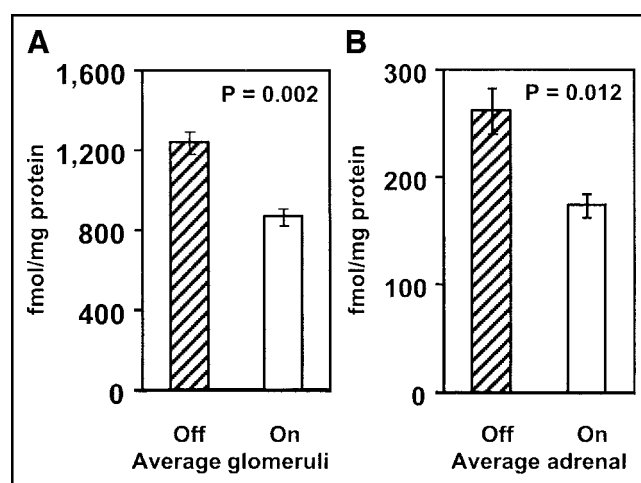 A
1,600
1,200
800
400
0
fmol/mg protein
P = 0.002
Off On
Average glomeruli
B
300
200
100
0
fmol/mg protein
P = 0.012
Off On
Average adrenal